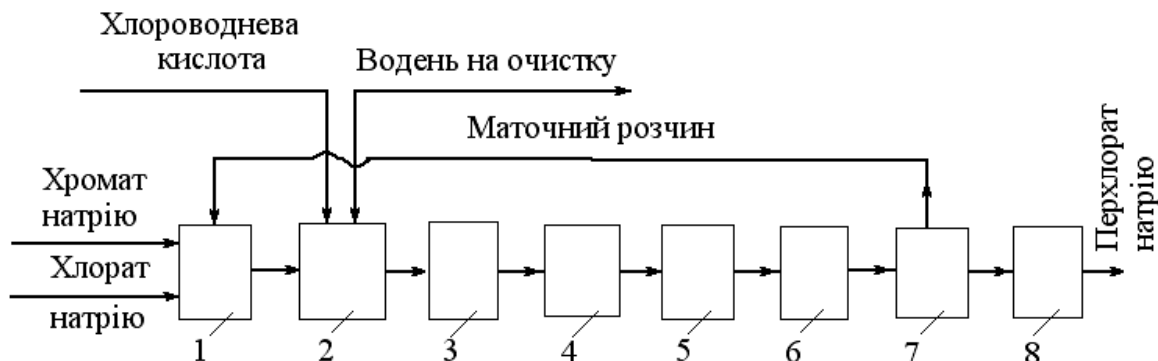 Хлороводнева
кислота
Водень на очистку
Маточний розчин
Хромат
натрію
Хлорат
натрію
Перхлорат
натрію
1
2
3
4
5
6
7
8